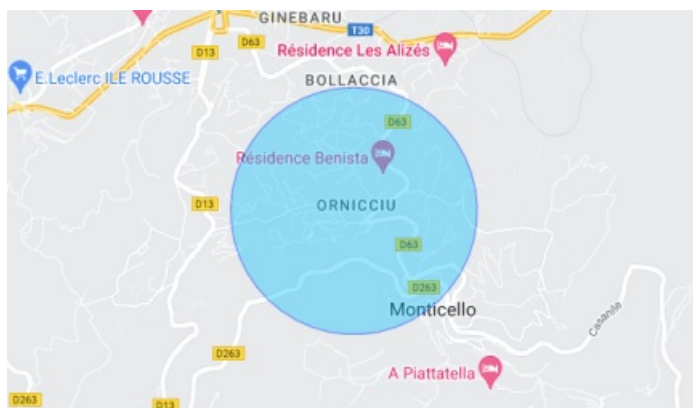 GINEBARU
T30
D13
D63
Résidence Les Alizés
E.Leclerc ILE ROUSSE
BOLLACCIA
D63
Résidence Benista
D13
ORNICCIU
D63
D263
Monticello
Casanile
D263
A Piattatella
D263
D13